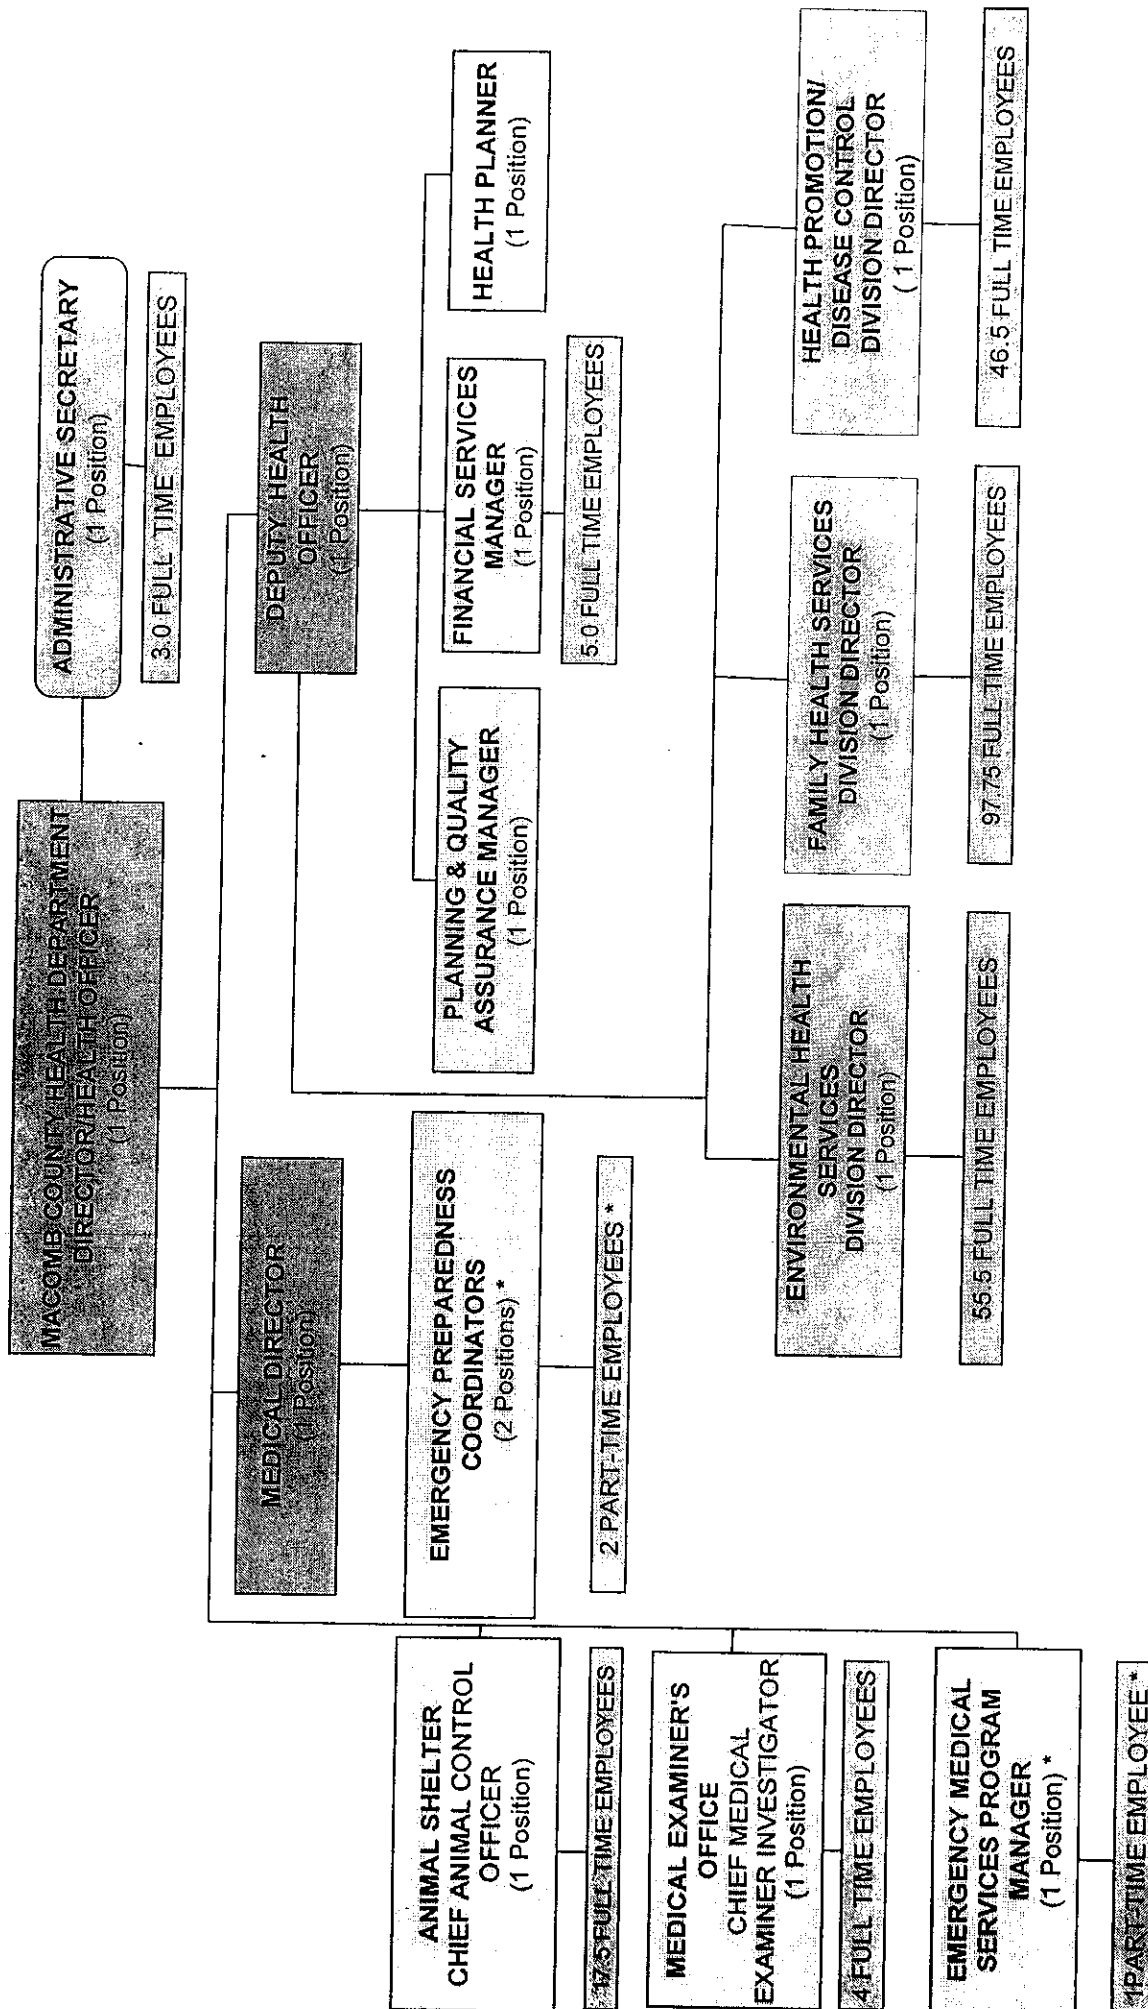 MACOMB COUNTY HEALTH DEPARTMENT
DIRECTOR/HEALTH OFFICER
(1 Position)
ADMINISTRATIVE SECRETARY
(1 Position)
3.0 FULL TIME EMPLOYEES
MEDICAL DIRECTOR
(1 Position)
DEPUTY HEALTH
OFFICER
(1 Position)
ANIMAL SHELTER
CHIEF ANIMAL CONTROL
OFFICER
(1 Position)
17.5 FULL TIME EMPLOYEES
EMERGENCY PREPAREDNESS
COORDINATORS
(2 Positions) *
2 PART-TIME EMPLOYEES *
PLANNING & QUALITY
ASSURANCE MANAGER
(1 Position)
FINANCIAL SERVICES
MANAGER
(1 Position)
5.0 FULL TIME EMPLOYEES
HEALTH PLANNER
(1 Position)
MEDICAL EXAMINER'S
OFFICE
CHIEF MEDICAL
EXAMINER INVESTIGATOR
(1 Position)
4 FULL TIME EMPLOYEES
ENVIRONMENTAL HEALTH
SERVICES
DIVISION DIRECTOR
(1 Position)
55.5 FULL TIME EMPLOYEES
FAMILY HEALTH SERVICES
DIVISION DIRECTOR
(1 Position)
97.75 FULL TIME EMPLOYEES
HEALTH PROMOTION/
DISEASE CONTROL
DIVISION DIRECTOR
( 1 Position)
46.5 FULL TIME EMPLOYEES
EMERGENCY MEDICAL
SERVICES PROGRAM
MANAGER
(1 Position) *
PART-TIME EMPLOYEE *